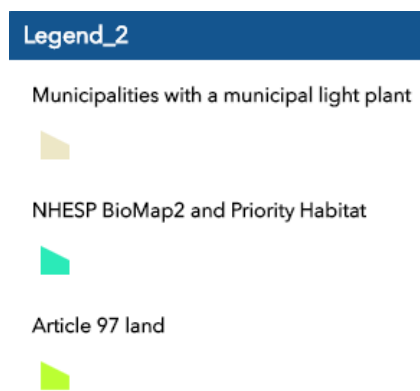 Legend_2
Municipalities with a municipal light plant
NHESP BioMap2 and Priority Habitat
Article 97 land